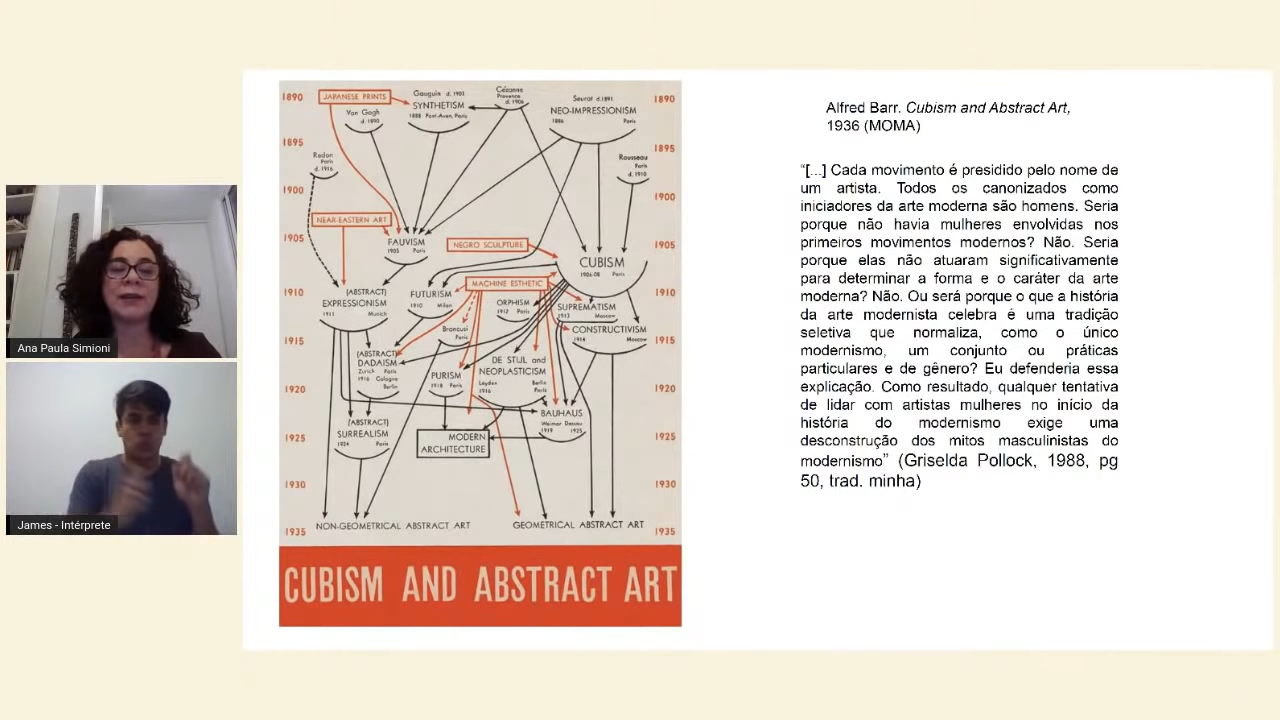 Ana Paula Simioni
James - Intérprete
1890
JAPANESE PRINTS
Van Gogh
d. 1890
Gauguin d. 1903
SYNTHETISM
1888 Pont-Aven, Paris
Cézanne
Provence
d. 1906
Seurat d.1891
NEO-IMPRESSIONISM
1886 Paris
1890
1895
1895
Redon
Paris
d. 1916
Rousseau
Paris
d. 1910
1900
1900
NEAR-EASTERN ART
1905
FAUVISM
1905 Paris
NEGRO SCULPTURE
1905
CUBISM
1906-08 Paris
MACHINE ESTHETIC
1910
(ABSTRACT)
EXPRESSIONISM
1911 Munich
FUTURISM
1910 Milan
ORPHISM
1912 Paris
SUPREMATISM
1913 Moscow
1910
CONSTRUCTIVISM
1914 Moscow
Brancusi
Paris
1915
1915
(ABSTRACT)
DADAISM
Zurich Paris
1916 Cologne
Berlin
PURISM
1918 Paris
DE STIJL and
NEOPLASTICISM
Leyden Berlin
1916 Paris
1920
1920
BAUHAUS
Weimar Dessau
1919 1925
(ABSTRACT)
SURREALISM
1924 Paris
MODERN
ARCHITECTURE
1925
1925
1930
1930
NON-GEOMETRICAL ABSTRACT ART
GEOMETRICAL ABSTRACT ART
1935
1935
CUBISM AND ABSTRACT ART
Alfred Barr. Cubism and Abstract Art,
1936 (MOMA)
“[...] Cada movimento é presidido pelo nome de
um artista. Todos os canonizados como
iniciadores da arte moderna são homens. Seria
porque não havia mulheres envolvidas nos
primeiros movimentos modernos? Não. Seria
porque elas não atuaram significativamente
para determinar a forma e o caráter da arte
moderna? Não. Ou será porque o que a história
da arte modernista celebra é uma tradição
seletiva que normaliza, como o único
modernismo, um conjunto ou práticas
particulares e de gênero? Eu defenderia essa
explicação. Como resultado, qualquer tentativa
de lidar com artistas mulheres no início da
história do modernismo exige uma
desconstrução dos mitos masculinistas do
modernismo” (Griselda Pollock, 1988, pg
50, trad. minha)